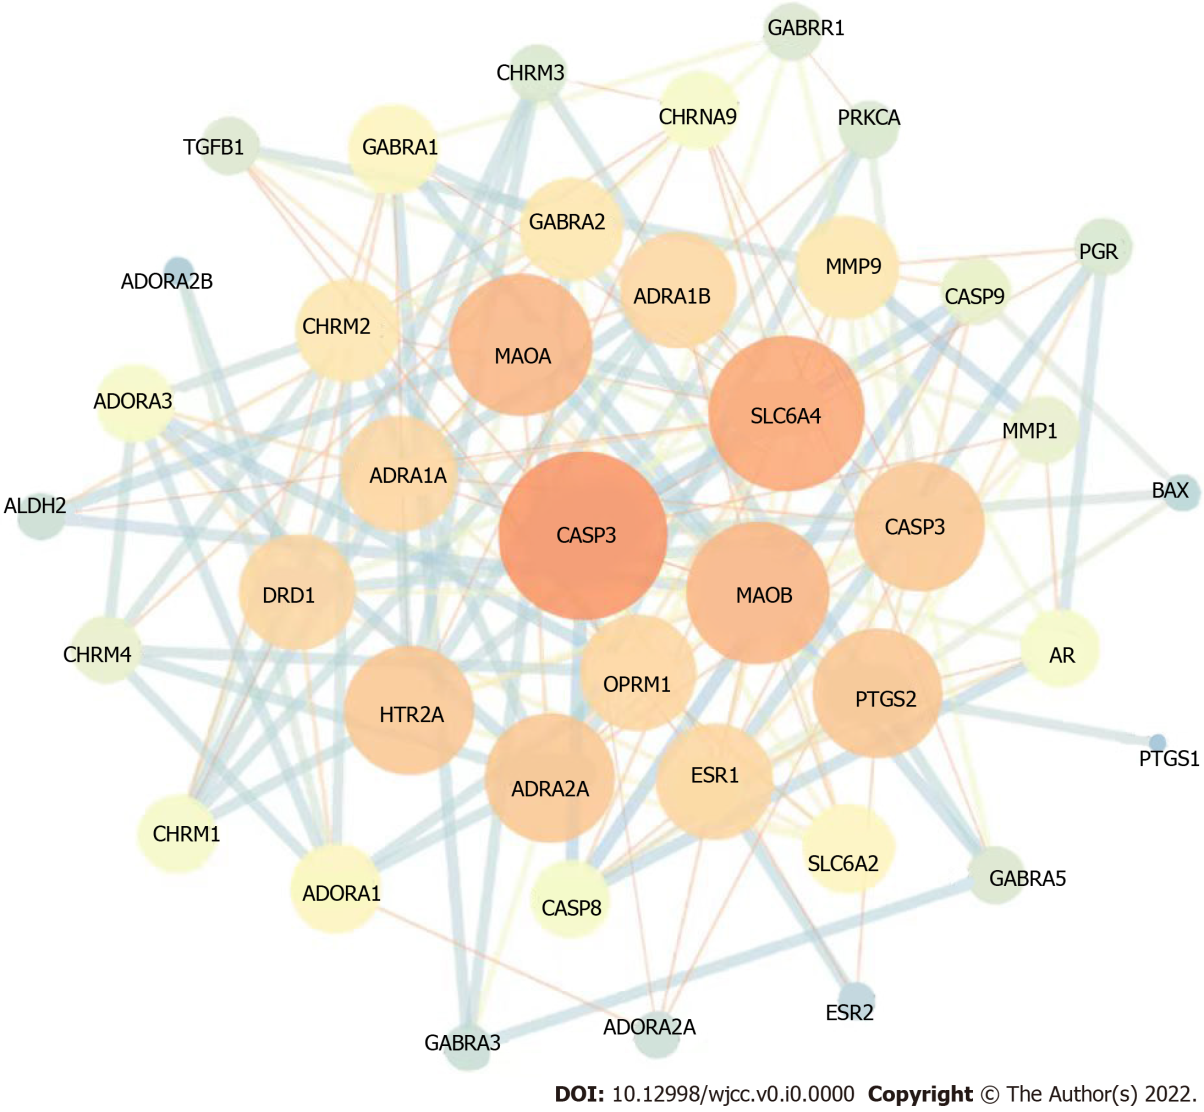 GABRR1
CHRM3
CHRNA9
PRKCA
TGFB1
GABRA1
GABRA2
PGR
MMP9
ADORA2B
ADRA1B
CASP9
CHRM2
MAOA
ADORA3
SLC6A4
MMP1
ADRA1A
BAX
ALDH2
CASP3
CASP3
DRD1
MAOB
CHRM4
AR
OPRM1
PTGS2
HTR2A
PTGS1
ESR1
ADRA2A
CHRM1
SLC6A2
GABRA5
ADORA1
CASP8
ESR2
ADORA2A
GABRA3
DOI: 10.12998/wjcc.v0.i0.0000 Copyright © The Author(s) 2022.